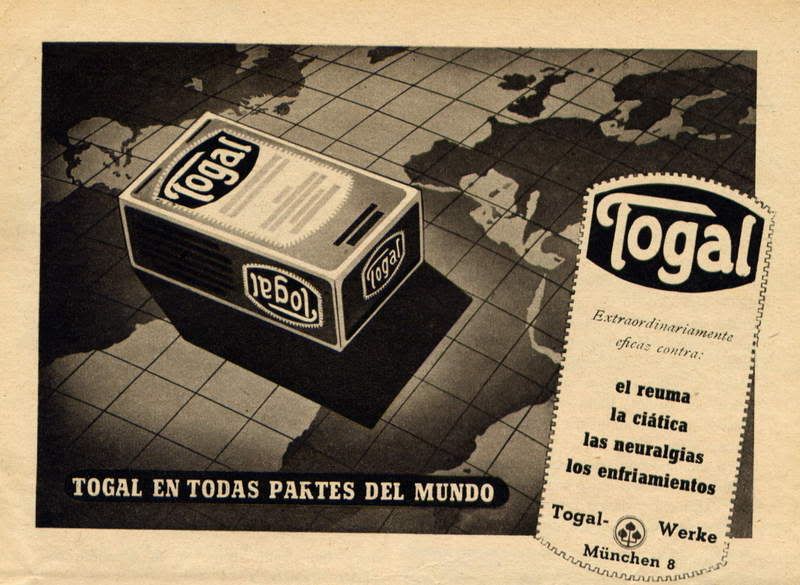 Togal
Togal
Togal
Togal
Extraordinariamente
eficaz contra:
el reuma
la ciática
las neuralgias
los enfriamientos
TOGAL EN TODAS PARTES DEL MUNDO
Togal- Werke
München 8